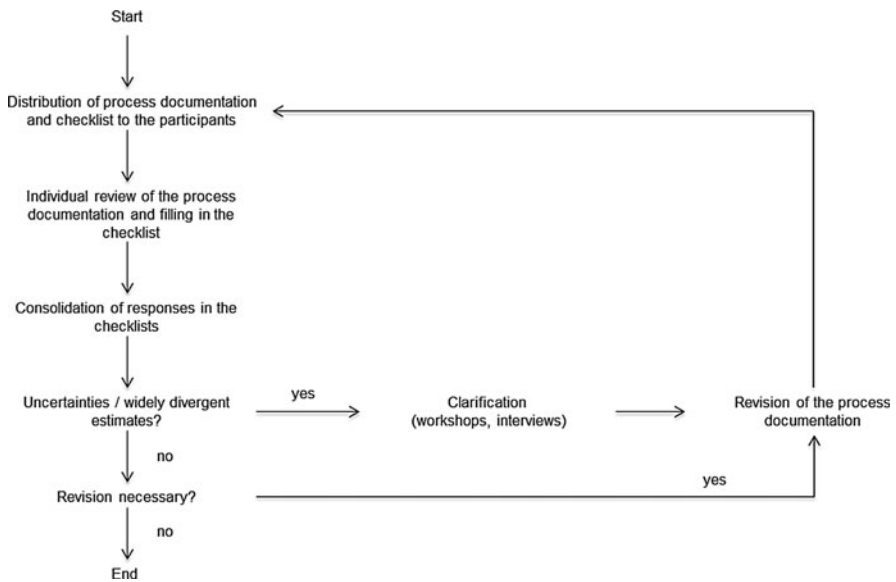 Start
Distribution of process documentation
and checklist to the participants
Individual review of the process
documentation and filling in the
checklist
Consolidation of responses in the
checklists
Uncertainties / widely divergent
estimates?
yes
Clarification
(workshops, interviews)
Revision of the process
documentation
no
Revision necessary?
yes
no
End